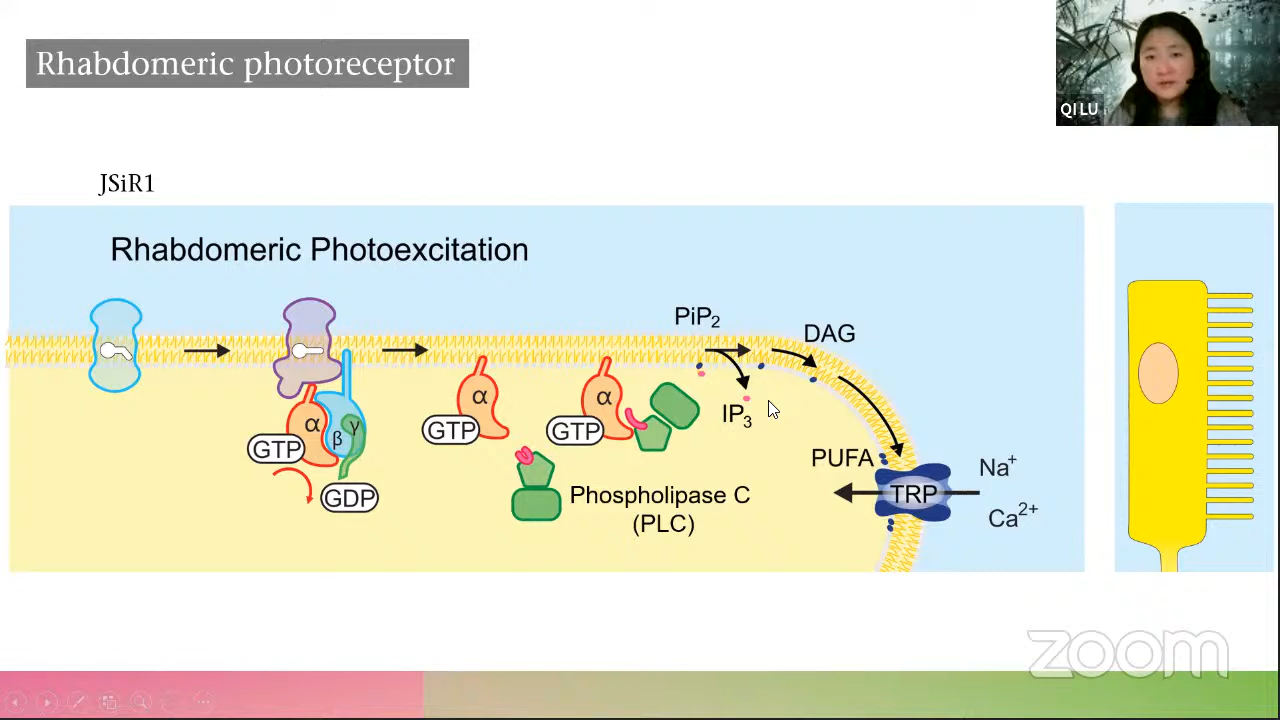 Rhabdomeric photoreceptor
QI LU
JSiR1
Rhabdomeric Photoexcitation
PiP2
DAG
α
β
γ
GTP
GDP
α
GTP
α
GTP
IP3
Phospholipase C
(PLC)
PUFA
TRP
Na+
Ca2+
zoom